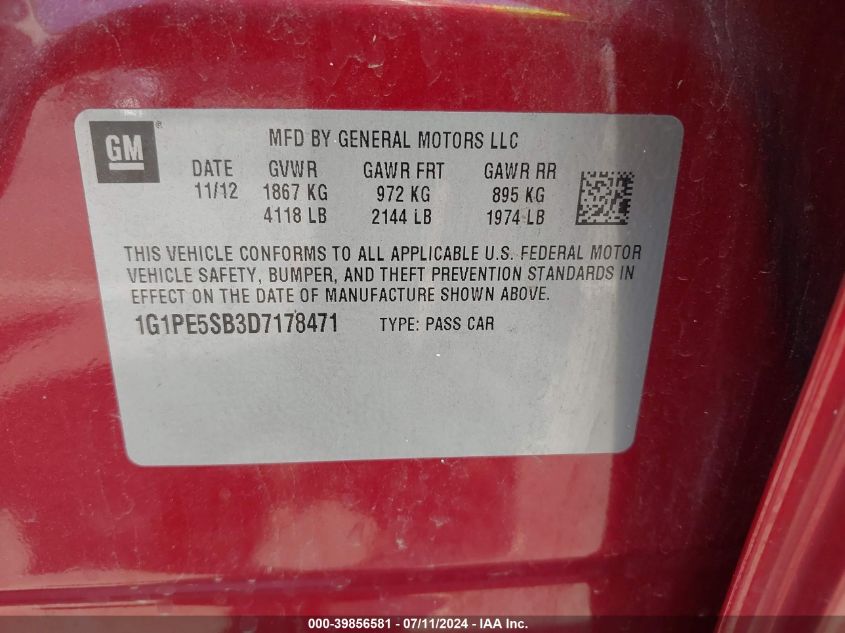 GM®
MFD BY GENERAL MOTORS LLC
DATE GVWR GAWR FRT GAWR RR
11/12 1867 KG 972 KG 895 KG
4118 LB 2144 LB 1974 LB
THIS VEHICLE CONFORMS TO ALL APPLICABLE U.S. FEDERAL MOTOR
VEHICLE SAFETY, BUMPER, AND THEFT PREVENTION STANDARDS IN
EFFECT ON THE DATE OF MANUFACTURE SHOWN ABOVE.
1G1PE5SB3D7178471 TYPE: PASS CAR
000-39856581 - 07/11/2024 - IAA Inc.